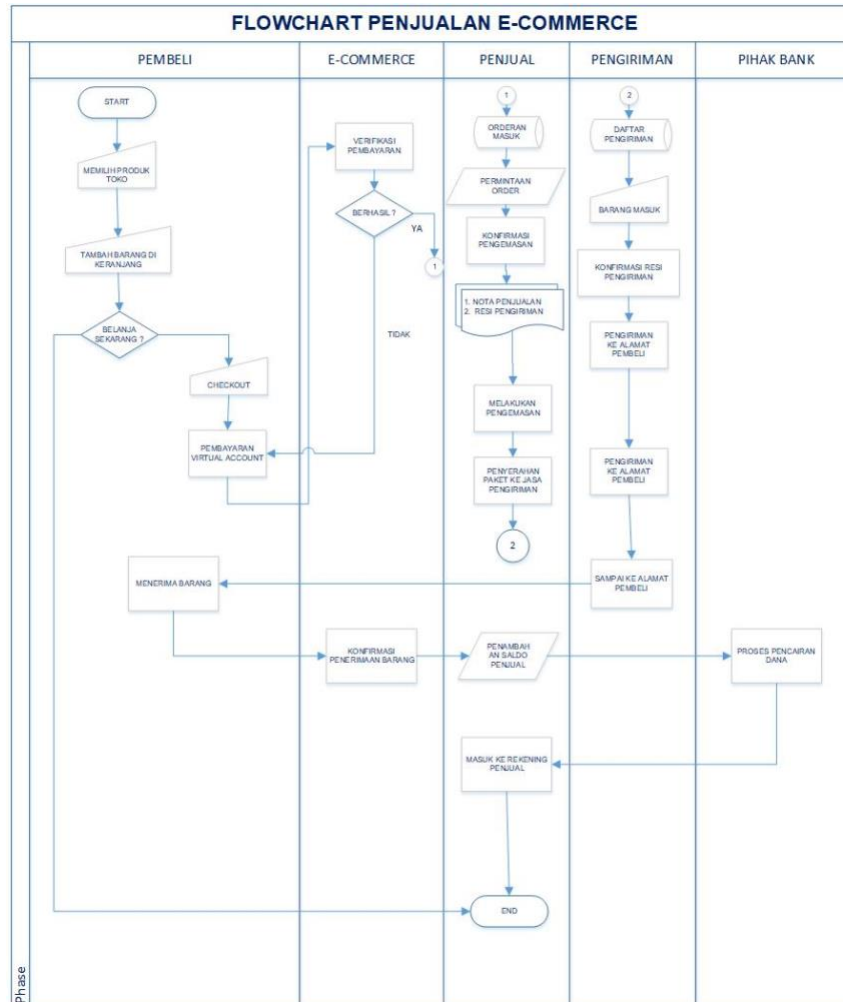 FLOWCHART PENJUALAN E-COMMERCE
PEMBELI
E-COMMERCE
PENJUAL
PENGIRIMAN
PIHAK BANK
START
MEMILIH PRODUK
TOKO
TAMBAH BARANG DI
KERANJANG
BELANJA
SEKARANG ?
CHECKOUT
PEMBAYARAN
VIRTUAL ACCOUNT
MENERIMA BARANG
VERIFIKASI
PEMBAYARAN
BERHASIL ?
YA
1
TIDAK
KONFIRMASI
PENERIMAAN BARANG
1
ORDERAN
MASUK
PERMINTAAN
ORDER
KONFIRMASI
PENGEMASAN
1. NOTA PENJUALAN
2. RESI PENGIRIMAN
MELAKUKAN
PENGEMASAN
PENYERAHAN
PAKET KE JASA
PENGIRIMAN
2
PENAMBAH
AN SALDO
PENJUAL
MASUK KE REKENING
PENJUAL
END
2
DAFTAR
PENGIRIMAN
BARANG MASUK
KONFIRMASI RESI
PENGIRIMAN
PENGIRIMAN
KE ALAMAT
PEMBELI
PENGIRIMAN
KE ALAMAT
PEMBELI
SAMPAI KE ALAMAT
PEMBELI
PROSES PENCAIRAN
DANA
Phase